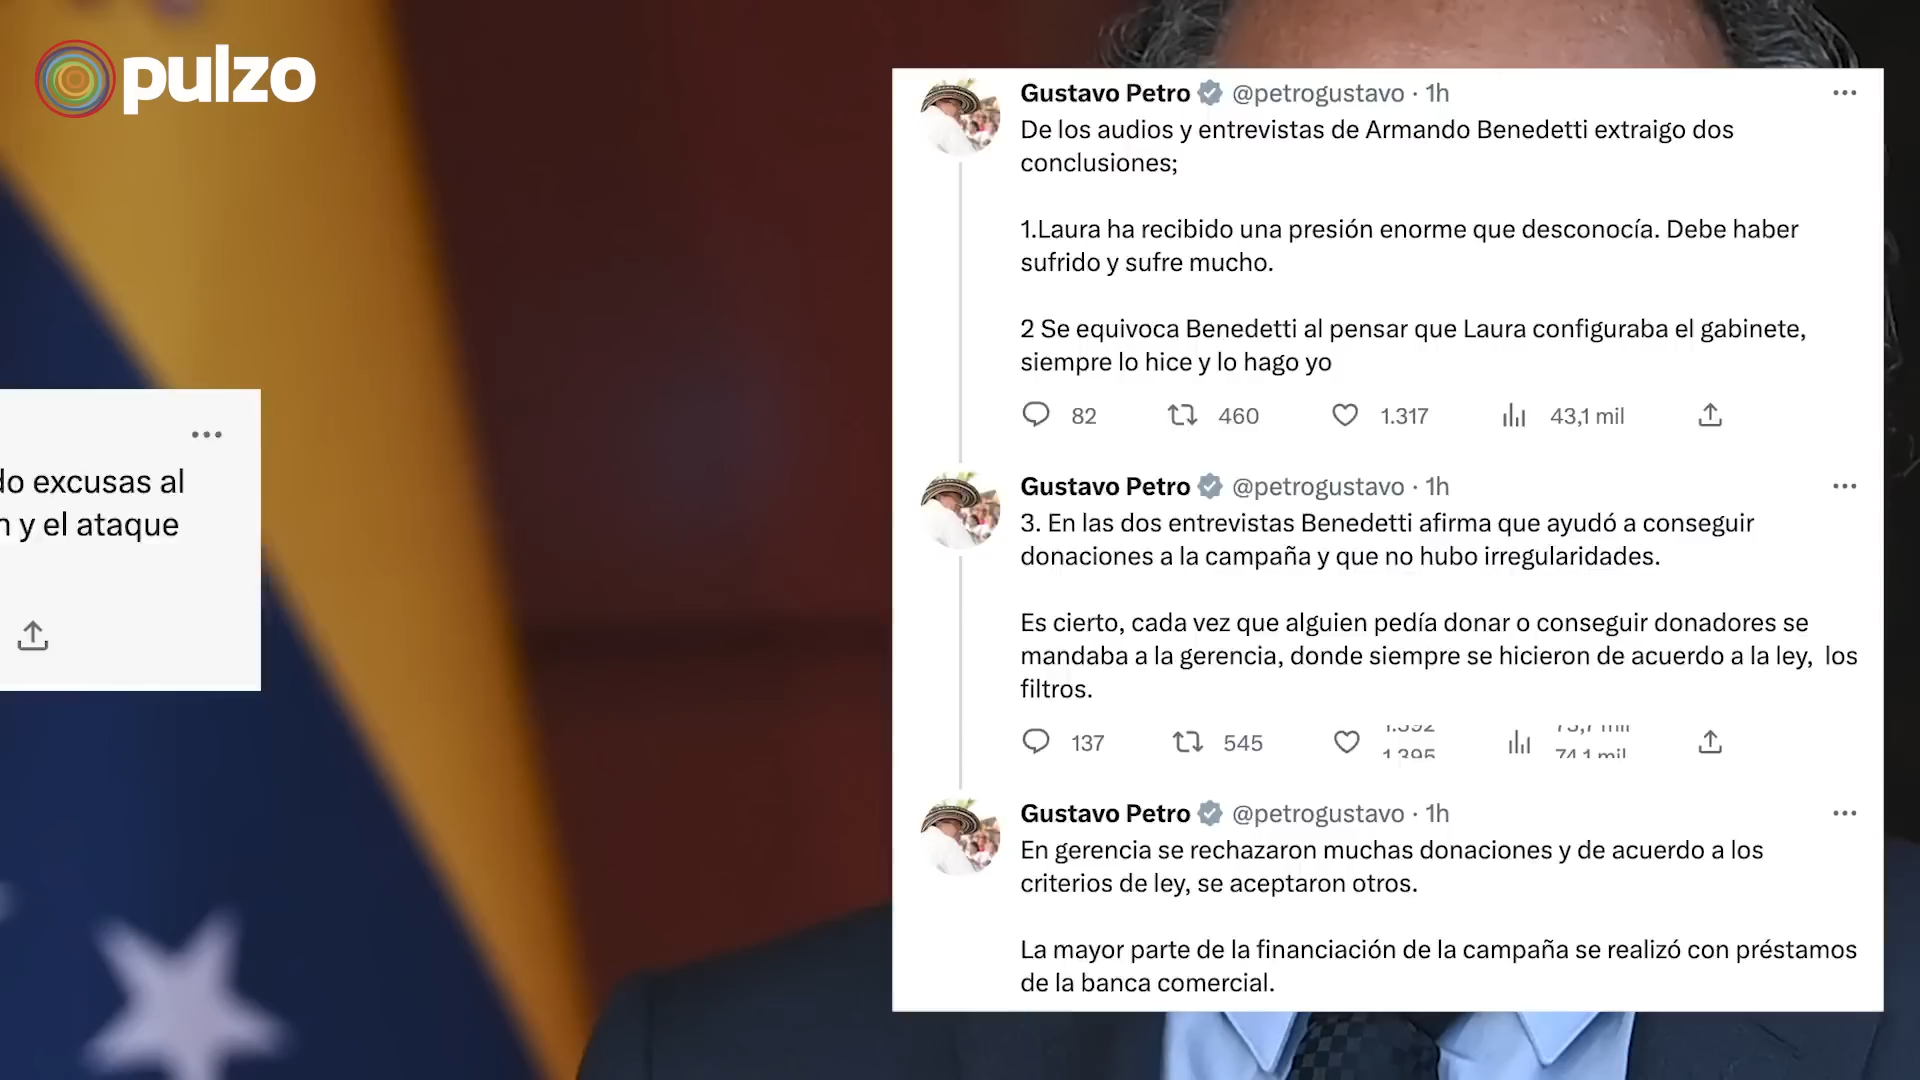 pulzo
excusas al
y el ataque
Gustavo Petro @petrogustavo · 1h
De los audios y entrevistas de Armando Benedetti extraigo dos
conclusiones;
1.Laura ha recibido una presión enorme que desconocía. Debe haber
sufrido y sufre mucho.
2 Se equivoca Benedetti al pensar que Laura configuraba el gabinete,
siempre lo hice y lo hago yo
82 460 1.317 43,1 mil
Gustavo Petro @petrogustavo · 1h
3. En las dos entrevistas Benedetti afirma que ayudó a conseguir
donaciones a la campaña y que no hubo irregularidades.
Es cierto, cada vez que alguien pedía donar o conseguir donadores se
mandaba a la gerencia, donde siempre se hicieron de acuerdo a la ley, los
filtros.
137 545
Gustavo Petro @petrogustavo · 1h
En gerencia se rechazaron muchas donaciones y de acuerdo a los
criterios de ley, se aceptaron otros.
La mayor parte de la financiación de la campaña se realizó con préstamos
de la banca comercial.